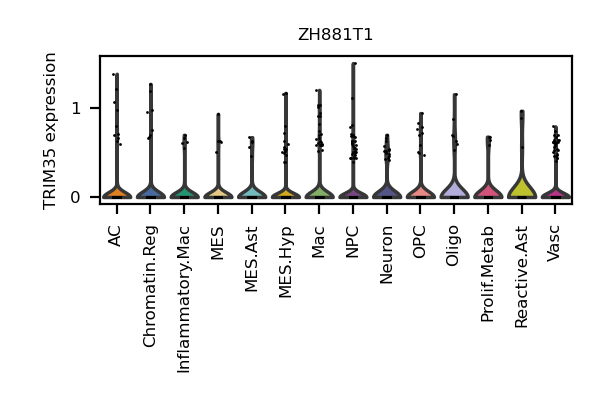 ZH881T1
TRIM35 expression
1
0
AC
Chromatin.Reg
Inflammatory.Mac
MES
MES.Ast
MES.Hyp
Mac
NPC
Neuron
OPC
Oligo
Prolif.Metab
Reactive.Ast
Vasc